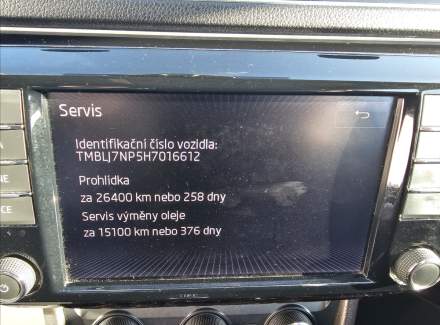 Servis
Identifikační číslo vozidla:
TMBLJ7NP5H7016612
Prohlídka
za 26400 km nebo 258 dny
Servis výměny oleje
za 15100 km nebo 376 dny